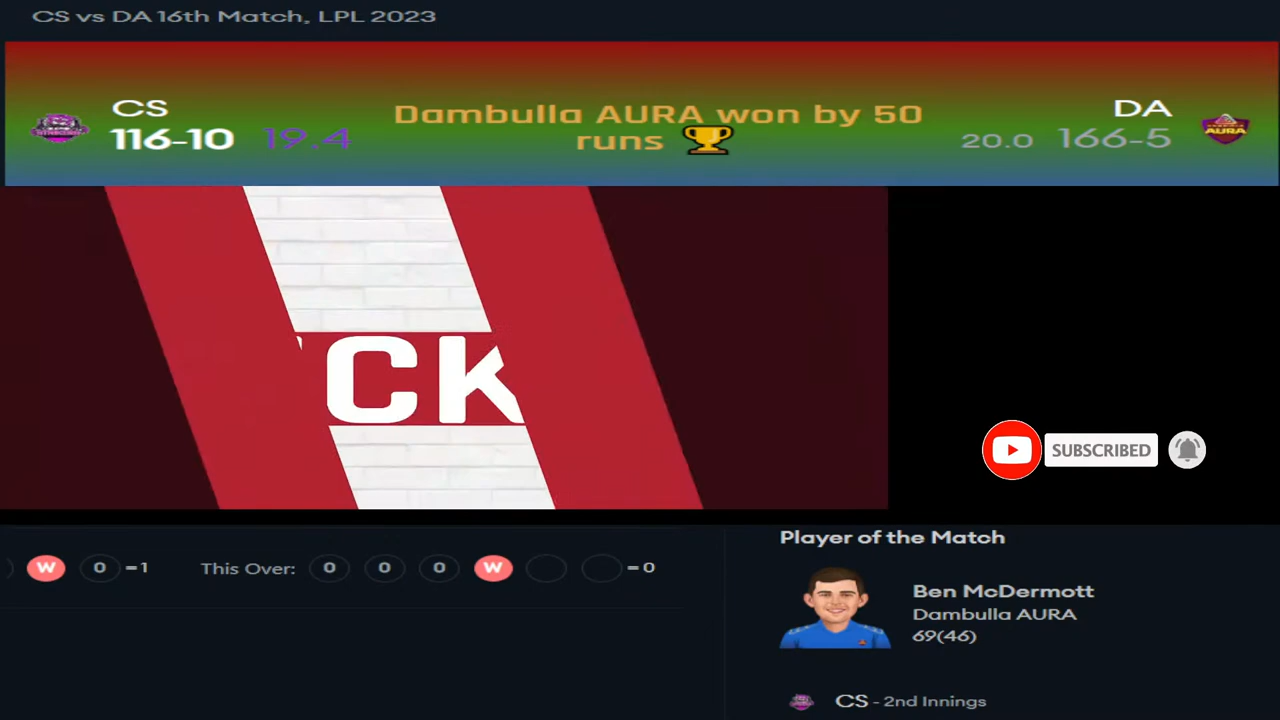 CS vs DA 16th Match, LPL 2023
CS
116-10 19.4
Dambulla AURA won by 50
runs
DA
20.0 166-5
AURA
CK
SUBSCRIBED
W 0 =1 This Over: 0 0 0 W =0
Player of the Match
Ben McDermott
Dambulla AURA
69(46)
CS - 2nd Innings